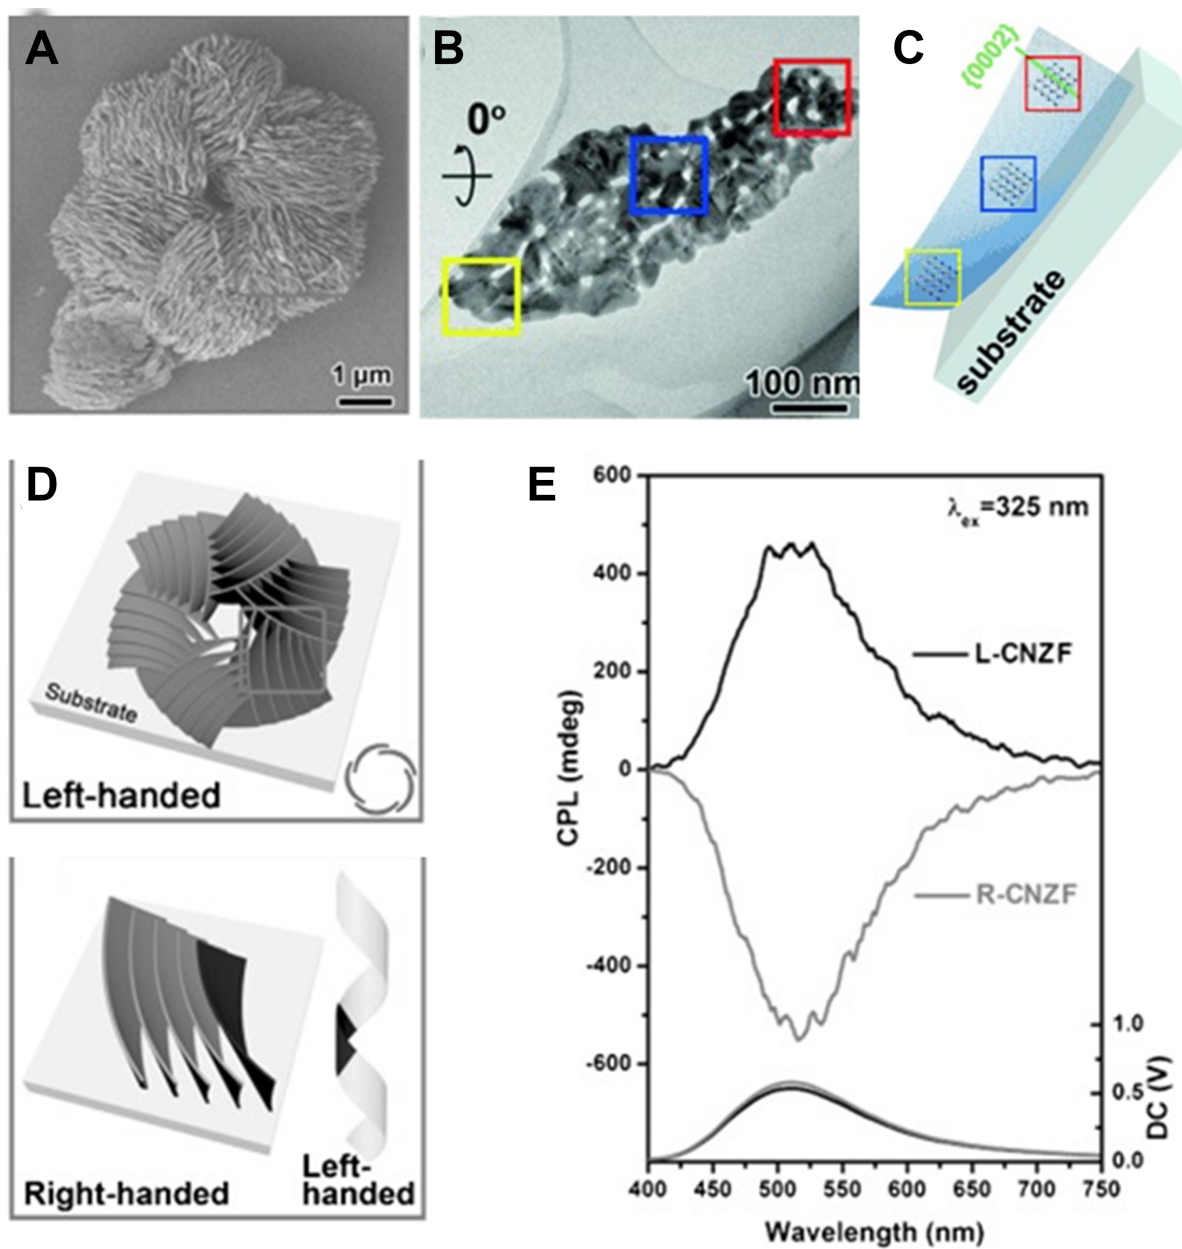 A
1 µm
B
0°
100 nm
C
{0002}
substrate
D
Substrate
Left-handed
Right-handed
Left-
handed
E
600
400
200
0
-200
-400
-600
CPL (mdeg)
λex=325 nm
L-CNZF
R-CNZF
1.0
0.5
0.0
DC (V)
400 450 500 550 600 650 700 750
Wavelength (nm)